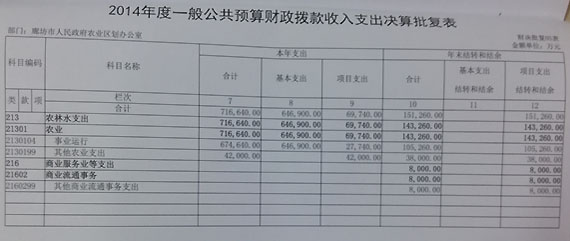 2014年度一般公共预算财政拨款收入支出决算批复表
部门：廊坊市人民政府农业区划办公室 金额单位：万元
科目编码 科目名称 本年支出 年末结转和结余
合计 基本支出 项目支出 合计 基本支出结转和结余 项目支出结转和结余
类 款 项 栏次 7 8 9 10 11 12
合计 716,640.00 646,900.00 69,740.00 151,260.00 151,260.00
213 农林水支出 716,640.00 646,900.00 69,740.00 143,260.00 143,260.00
21301 农业 716,640.00 646,900.00 69,740.00 143,260.00 143,260.00
2130104 事业运行 674,640.00 646,900.00 27,740.00 105,260.00 105,260.00
2130199 其他农业支出 42,000.00 42,000.00 38,000.00 38,000.00
216 商业服务业等支出 8,000.00 8,000.00
21602 商业流通事务 8,000.00 8,000.00
2160299 其他商业流通事务支出 8,000.00 8,000.00